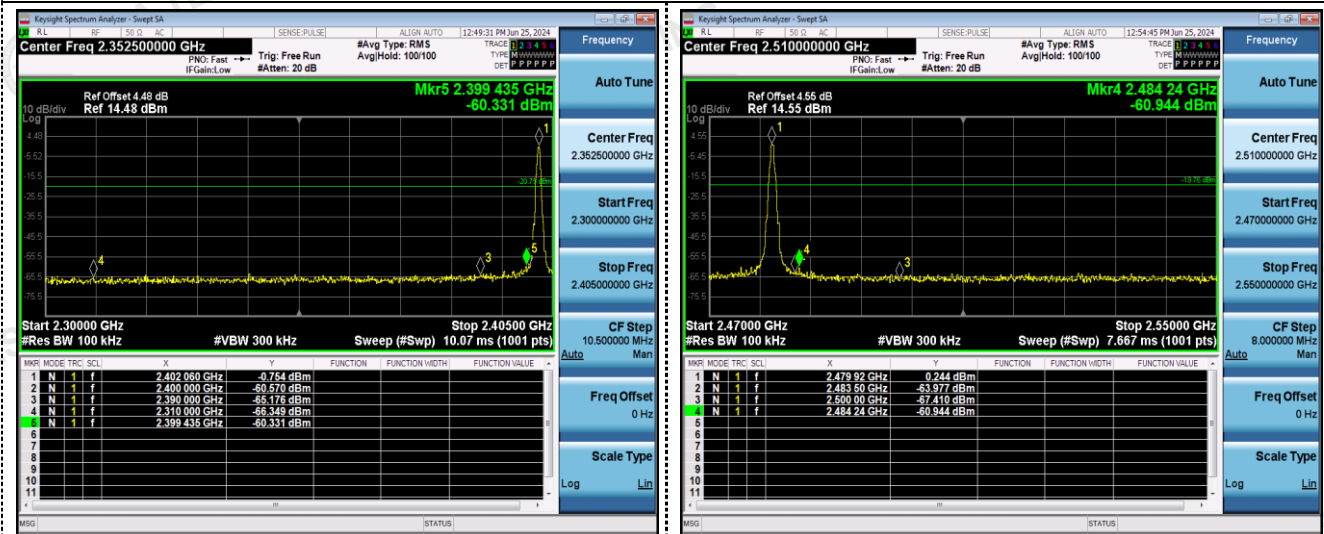 Keysight Spectrum Analyzer - Swept SA
RL RF 50 Ω AC SENSE:PULSE ALIGN AUTO 12:49:31 PM Jun 25, 2024
Center Freq 2.352500000 GHz
PNO: Fast
IFGain:Low
Trig: Free Run
#Atten: 20 dB
#Avg Type: RMS
Avg|Hold: 100/100
TRACE 1 2 3 4 5 6
TYPE M W W W W W
DET P P P P P P
Mkr5 2.399 435 GHz
-60.331 dBm
Ref Offset 4.48 dB
10 dB/div Ref 14.48 dBm
Log
4.48
-5.52
-15.5
-25.5
-35.5
-45.5
-55.5
-65.5
-75.5
1
-20.75 dBm
5
3
4
Start 2.30000 GHz Stop 2.40500 GHz
#Res BW 100 kHz #VBW 300 kHz Sweep (#Swp) 10.07 ms (1001 pts)
MKR MODE TRC SCL X Y FUNCTION FUNCTION WIDTH FUNCTION VALUE
1 N 1 f 2.402 060 GHz -0.754 dBm
2 N 1 f 2.400 000 GHz -60.570 dBm
3 N 1 f 2.390 000 GHz -65.176 dBm
4 N 1 f 2.310 000 GHz -66.349 dBm
5 N 1 f 2.399 435 GHz -60.331 dBm
6
7
8
9
10
11
MSG STATUS
Frequency
Auto Tune
Center Freq
2.352500000 GHz
Start Freq
2.300000000 GHz
Stop Freq
2.405000000 GHz
CF Step
10.500000 MHz
Auto Man
Freq Offset
0 Hz
Scale Type
Log Lin
Keysight Spectrum Analyzer - Swept SA
RL RF 50 Ω AC SENSE:PULSE ALIGN AUTO 12:54:45 PM Jun 25, 2024
Center Freq 2.510000000 GHz
PNO: Fast
IFGain:Low
Trig: Free Run
#Atten: 20 dB
#Avg Type: RMS
Avg|Hold: 100/100
TRACE 1 2 3 4 5 6
TYPE M W W W W W
DET P P P P P P
Mkr4 2.484 24 GHz
-60.944 dBm
Ref Offset 4.55 dB
10 dB/div Ref 14.55 dBm
Log
4.55
-5.45
-15.5
-25.5
-35.5
-45.5
-55.5
-65.5
-75.5
1
-19.76 dBm
4
3
Start 2.47000 GHz Stop 2.55000 GHz
#Res BW 100 kHz #VBW 300 kHz Sweep (#Swp) 7.667 ms (1001 pts)
MKR MODE TRC SCL X Y FUNCTION FUNCTION WIDTH FUNCTION VALUE
1 N 1 f 2.479 92 GHz 0.244 dBm
2 N 1 f 2.483 50 GHz -63.977 dBm
3 N 1 f 2.500 00 GHz -67.410 dBm
4 N 1 f 2.484 24 GHz -60.944 dBm
5
6
7
8
9
10
11
MSG STATUS
Frequency
Auto Tune
Center Freq
2.510000000 GHz
Start Freq
2.470000000 GHz
Stop Freq
2.550000000 GHz
CF Step
8.000000 MHz
Auto Man
Freq Offset
0 Hz
Scale Type
Log Lin